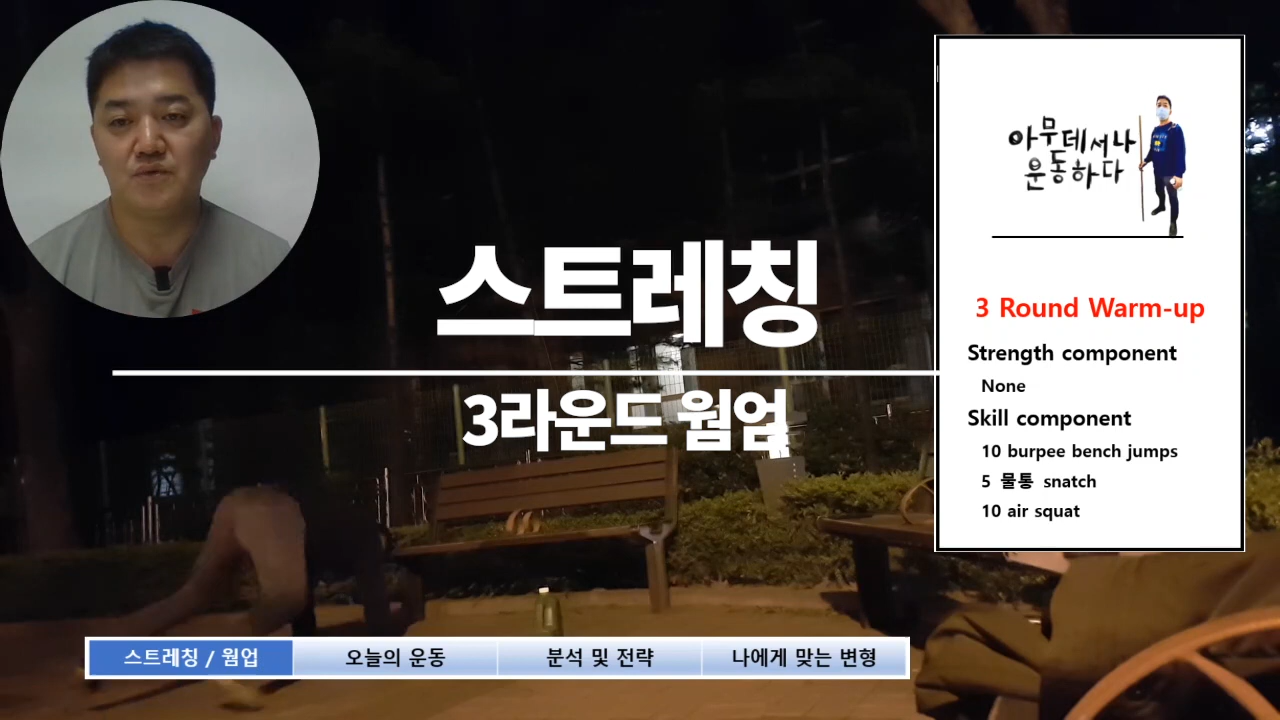 스트레칭
3라운드 웜업
아무데서나
운동하다
3 Round Warm-up
Strength component
None
Skill component
10 burpee bench jumps
5 물통 snatch
10 air squat
스트레칭 / 웜업
오늘의 운동
분석 및 전략
나에게 맞는 변형